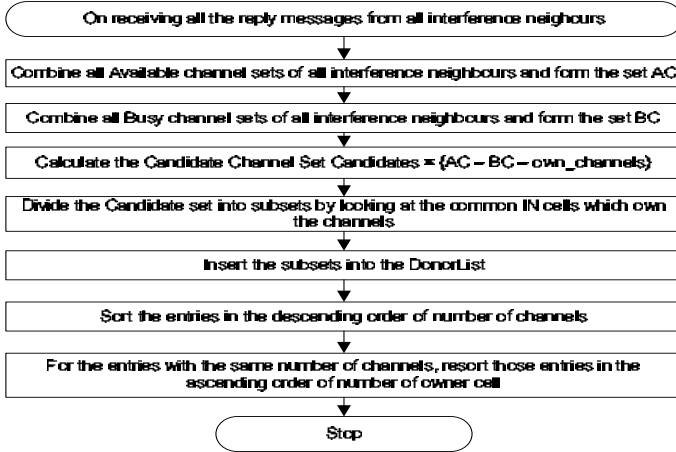 On receiving all the reply messages from all interference neighours
Combine all Available channel sets of all interference neighbours and form the set AC
Combine all Busy channel sets of all interference neighbours and form the set BC
Calculate the Candidate Channel Set Candidates = {AC – BC – own_channels}
Divide the Candidate set into subsets by looking at the common IN cells which own
the channels
Insert the subsets into the DonorList
Sort the entries in the descending order of number of channels
For the entries with the same number of channels, resort those entries in the
ascending order of number of owner cell
Stop